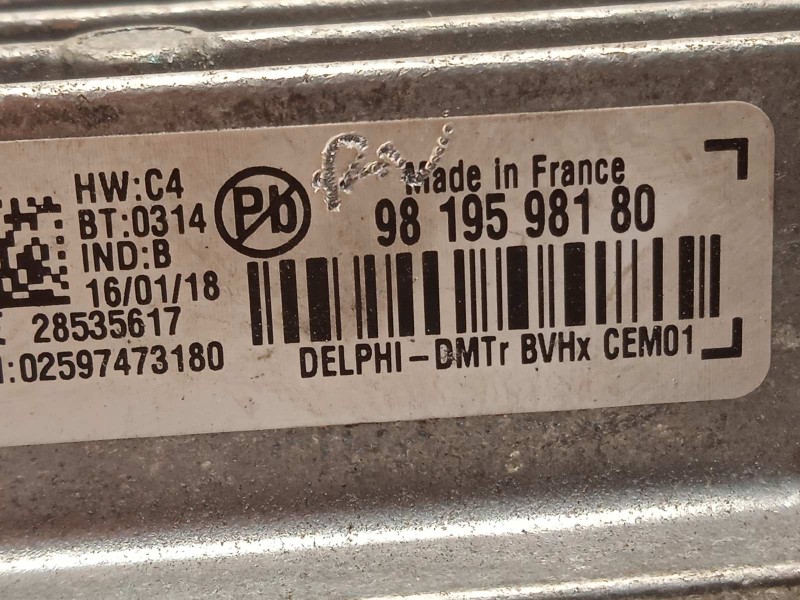 HW:C4
BT:0314
IND:B
16/01/18
28535617
:02597473180
Pb
Made in France
98 195 981 80
DELPHI-DMTr BVHx CEM01